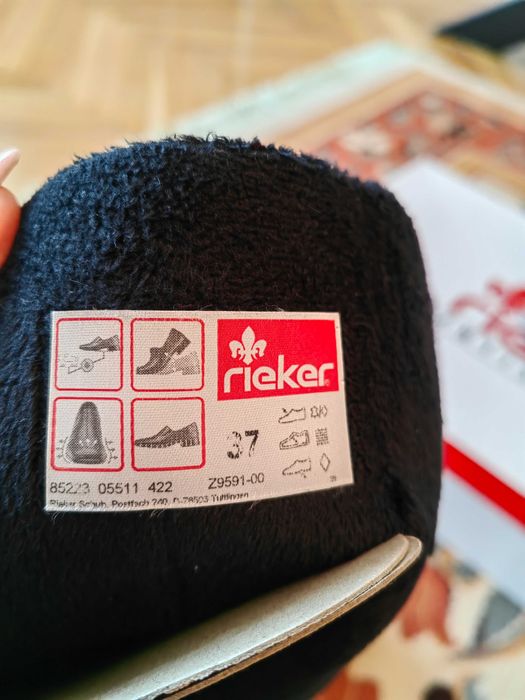 rieker
37
85223 05511 422 Z9591-00
Rieker Schuh, Postfach 240, D-78503 Tuttlingen